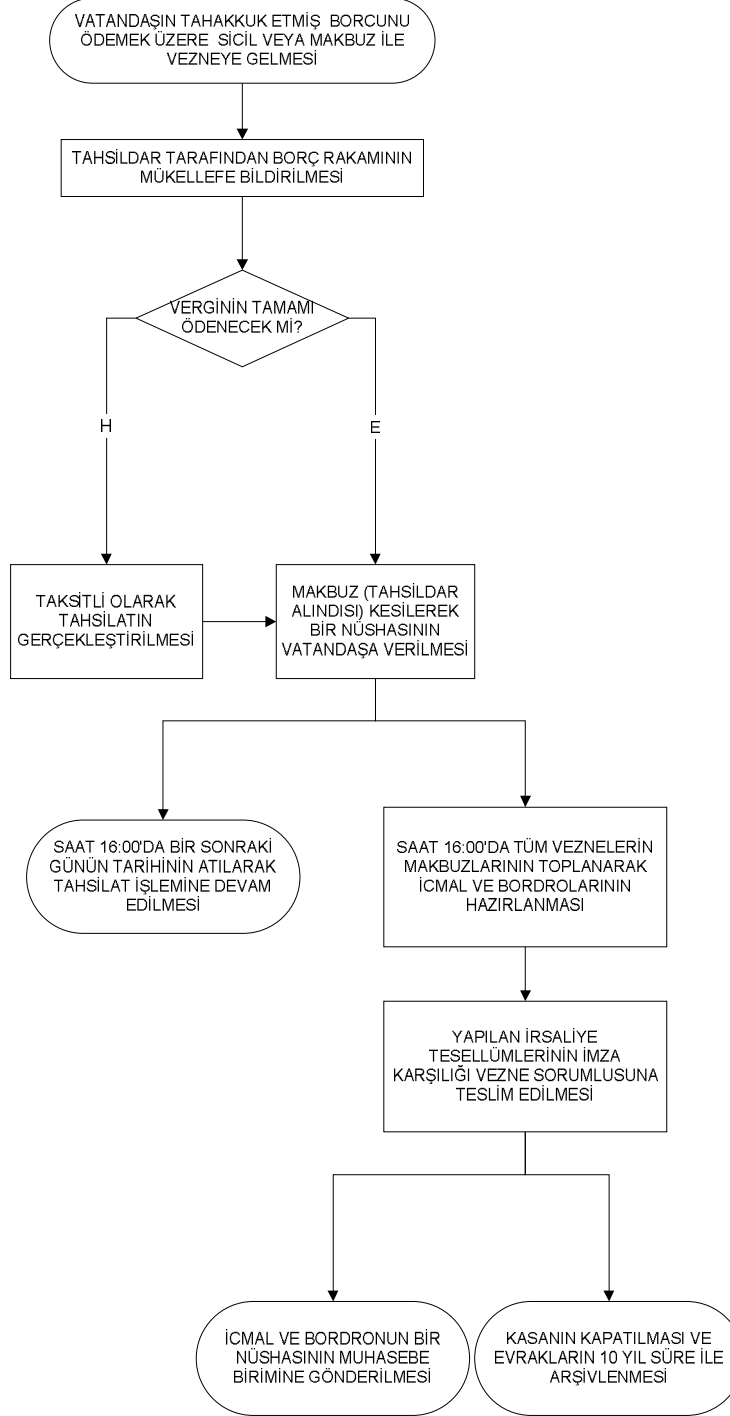 VATANDAŞIN TAHAKKUK ETMİŞ  BORCUNU
ÖDEMEK ÜZERE  SİCİL VEYA MAKBUZ İLE
VEZNEYE GELMESİ
TAHSİLDAR TARAFINDAN BORÇ RAKAMININ
MÜKELLEFE BİLDİRİLMESİ
VERGİNİN TAMAMI
ÖDENECEK Mİ?
H
E
TAKSİTLİ OLARAK
TAHSİLATIN
GERÇEKLEŞTİRİLMESİ
MAKBUZ (TAHSİLDAR
ALINDISI) KESİLEREK
BİR NÜSHASININ
VATANDAŞA VERİLMESİ
SAAT 16:00'DA BİR SONRAKİ
GÜNÜN TARİHİNİN ATILARAK
TAHSİLAT İŞLEMİNE DEVAM
EDİLMESİ
SAAT 16:00'DA TÜM VEZNELERİN
MAKBUZLARININ TOPLANARAK
İCMAL VE BORDROLARININ
HAZIRLANMASI
YAPILAN İRSALİYE
TESELLÜMLERİNİN İMZA
KARŞILIĞI VEZNE SORUMLUSUNA
TESLİM EDİLMESİ
İCMAL VE BORDRONUN BİR
NÜSHASININ MUHASEBE
BİRİMİNE GÖNDERİLMESİ
KASANIN KAPATILMASI VE
EVRAKLARIN 10 YIL SÜRE İLE
ARŞİVLENMESİ